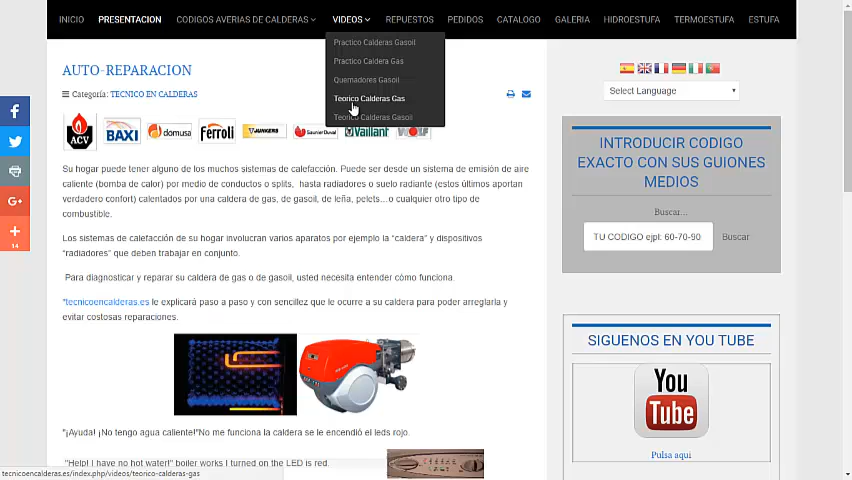 INICIO PRESENTACION CODIGOS AVERIAS DE CALDERAS VIDEOS REPUESTOS PEDIDOS CATALOGO GALERIA HIDROESTUFA TERMOESTUFA ESTUFA
Practico Calderas Gasoil
Practico Caldera Gas
Quemadores Gasoil
Teorico Calderas Gas
Teorico Calderas Gasoil
AUTO-REPARACION
Categoría: TECNICO EN CALDERAS
ACV BAXI domusa Ferroli JUNKERS Saunier Duval Vaillant WOLF
Su hogar puede tener alguno de los muchos sistemas de calefacción. Puede ser desde un sistema de emisión de aire
caliente (bomba de calor) por medio de conductos o splits, hasta radiadores o suelo radiante (estos últimos aportan
verdadero confort) calentados por una caldera de gas, de gasoil, de leña, pelets...o cualquier otro tipo de
combustible.
Los sistemas de calefacción de su hogar involucran varios aparatos por ejemplo la "caldera" y dispositivos
"radiadores" que deben trabajar en conjunto.
Para diagnosticar y reparar su caldera de gas o de gasoil, usted necesita entender cómo funciona.
"tecnicoencalderas.es le explicará paso a paso y con sencillez que le ocurre a su caldera para poder arreglarla y
evitar costosas reparaciones.
"¡Ayuda! ¡No tengo agua caliente!"No me funciona la caldera se le encendió el leds rojo.
"Help! I have no hot water!" boiler works I turned on the LED is red.
14
Select Language
INTRODUCIR CODIGO
EXACTO CON SUS GUIONES
MEDIOS
Buscar...
TU CODIGO ejpl: 60-70-90 Buscar
SIGUENOS EN YOU TUBE
You
Tube
Pulsa aqui
tecnicoencalderas.es/index.php/videos/teorico-calderas-gas